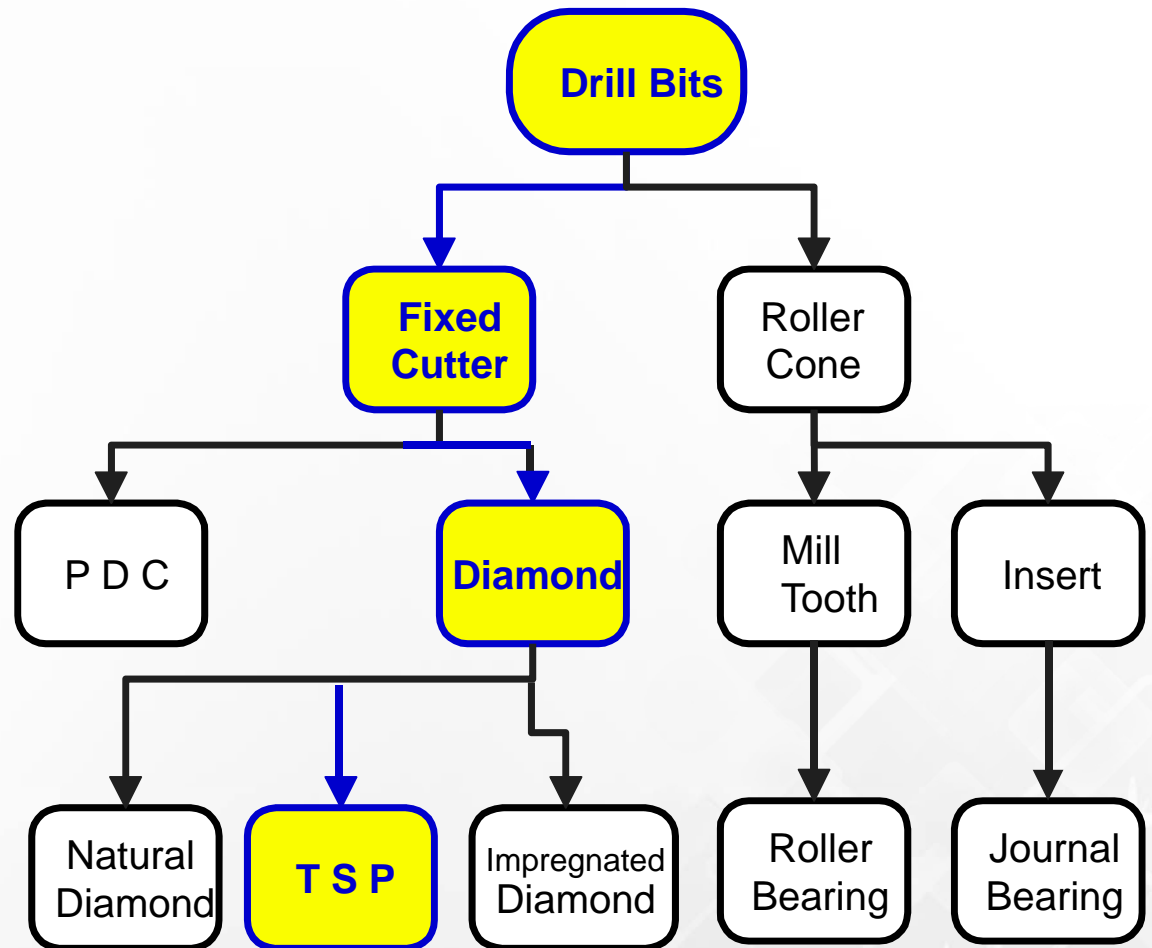 Drill Bits
Fixed
Cutter
Roller
Cone
P D C
Diamond
Mill
Tooth
Insert
Natural
Diamond
T S P
Impregnated
Diamond
Roller
Bearing
Journal
Bearing